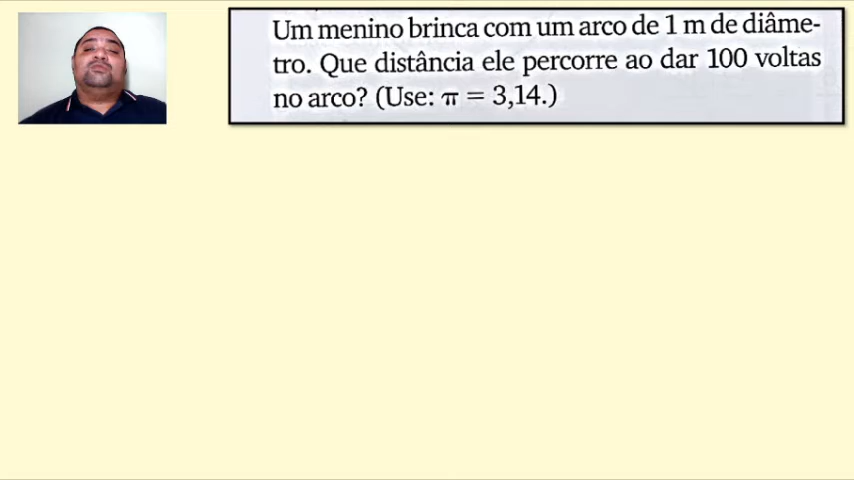 Um menino brinca com um arco de 1 m de diâme-
tro. Que distância ele percorre ao dar 100 voltas
no arco? (Use: π = 3,14.)